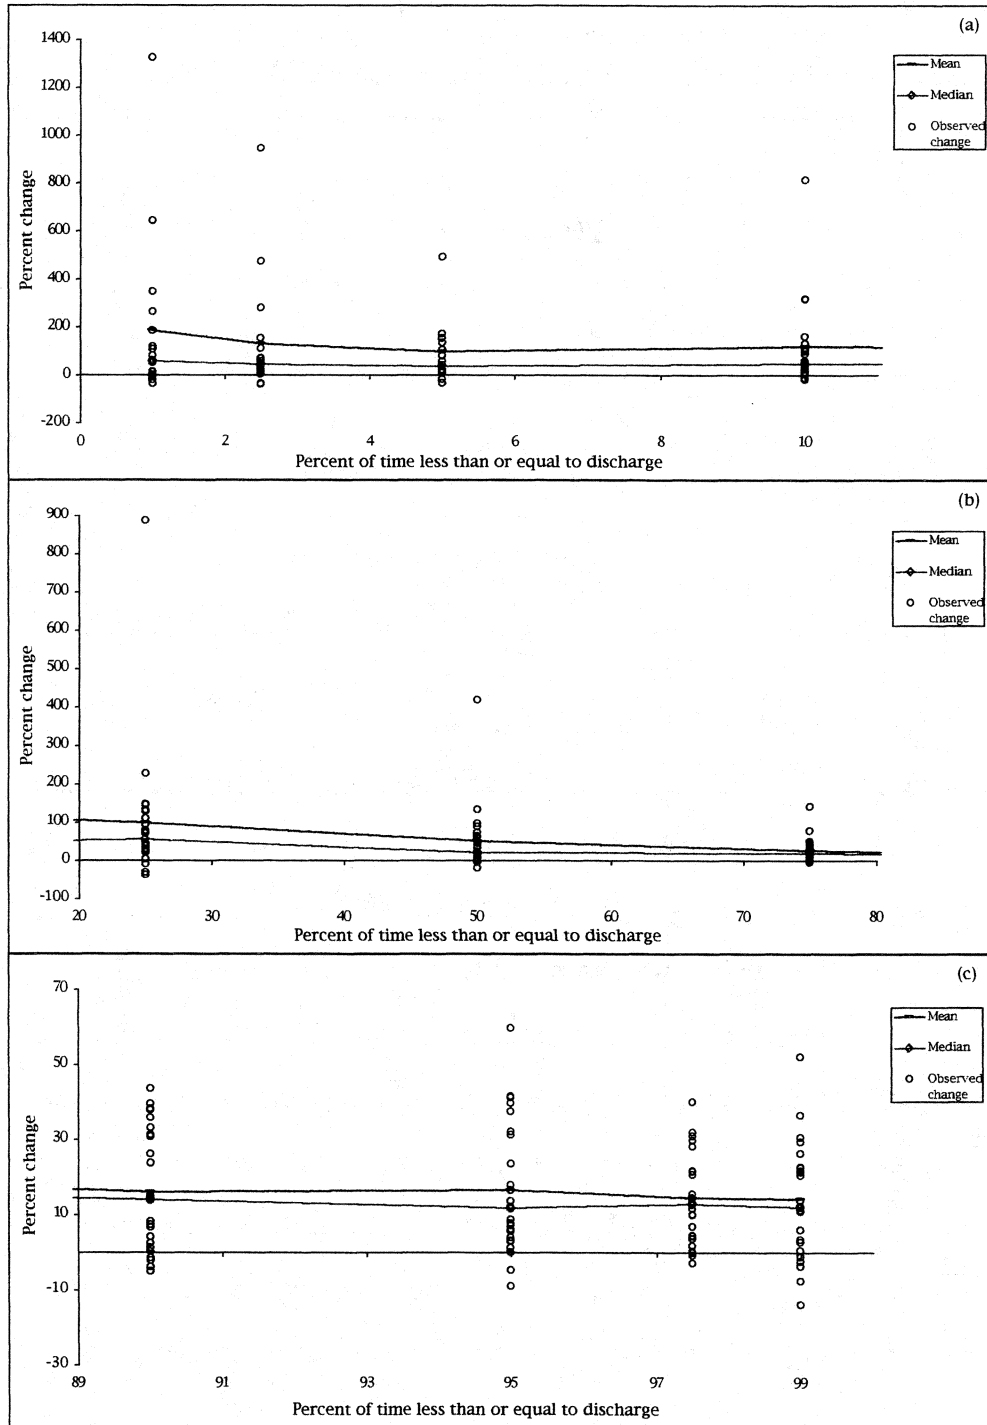 (a)
1400
1200
1000
800
600
400
200
0
-200
Percent change
0 2 4 6 8 10
Percent of time less than or equal to discharge
Mean
Median
Observed
change
(b)
900
800
700
600
500
400
300
200
100
0
-100
Percent change
20 30 40 50 60 70 80
Percent of time less than or equal to discharge
Mean
Median
Observed
change
(c)
70
50
30
10
-10
-30
Percent change
89 91 93 95 97 99
Percent of time less than or equal to discharge
Mean
Median
Observed
change